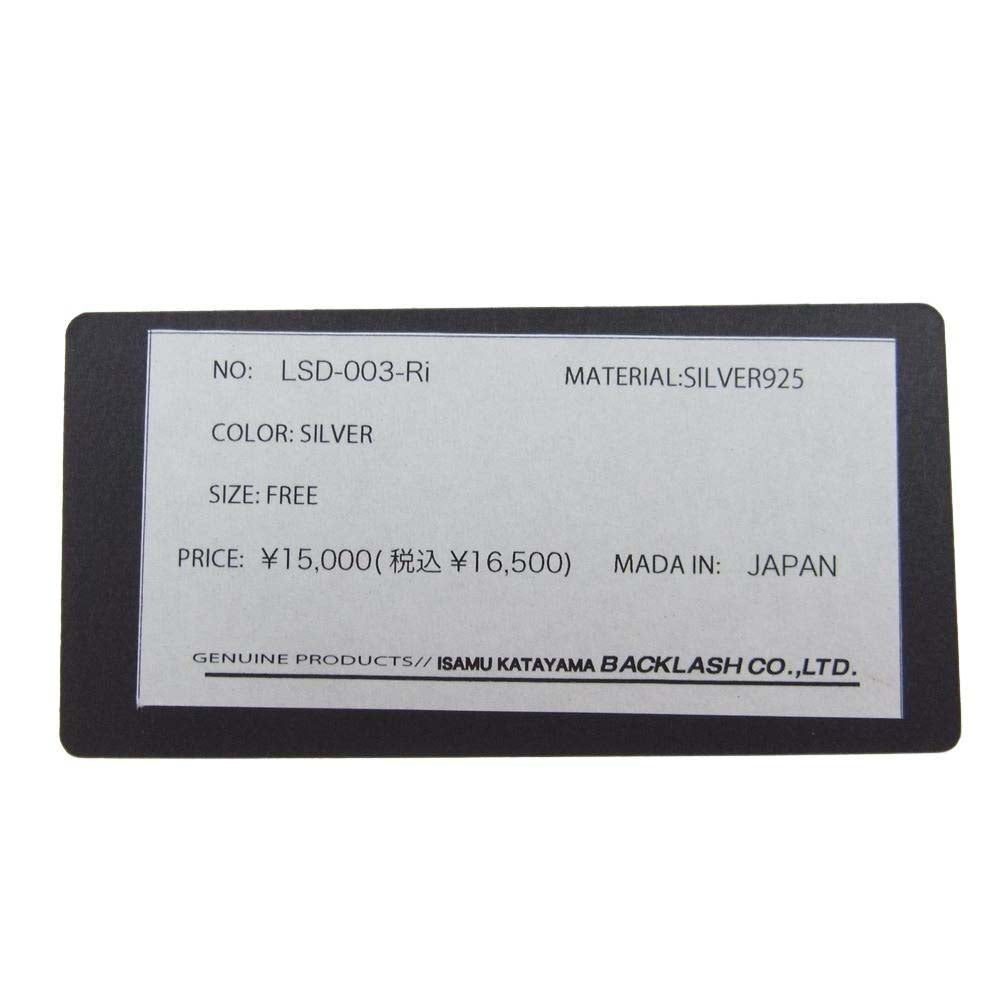 NO: LSD-003-Ri MATERIAL:SILVER925
COLOR: SILVER
SIZE: FREE
PRICE: ¥15,000( 税込 ¥16,500) MADA IN: JAPAN
GENUINE PRODUCTS// ISAMU KATAYAMA BACKLASH CO.,LTD.